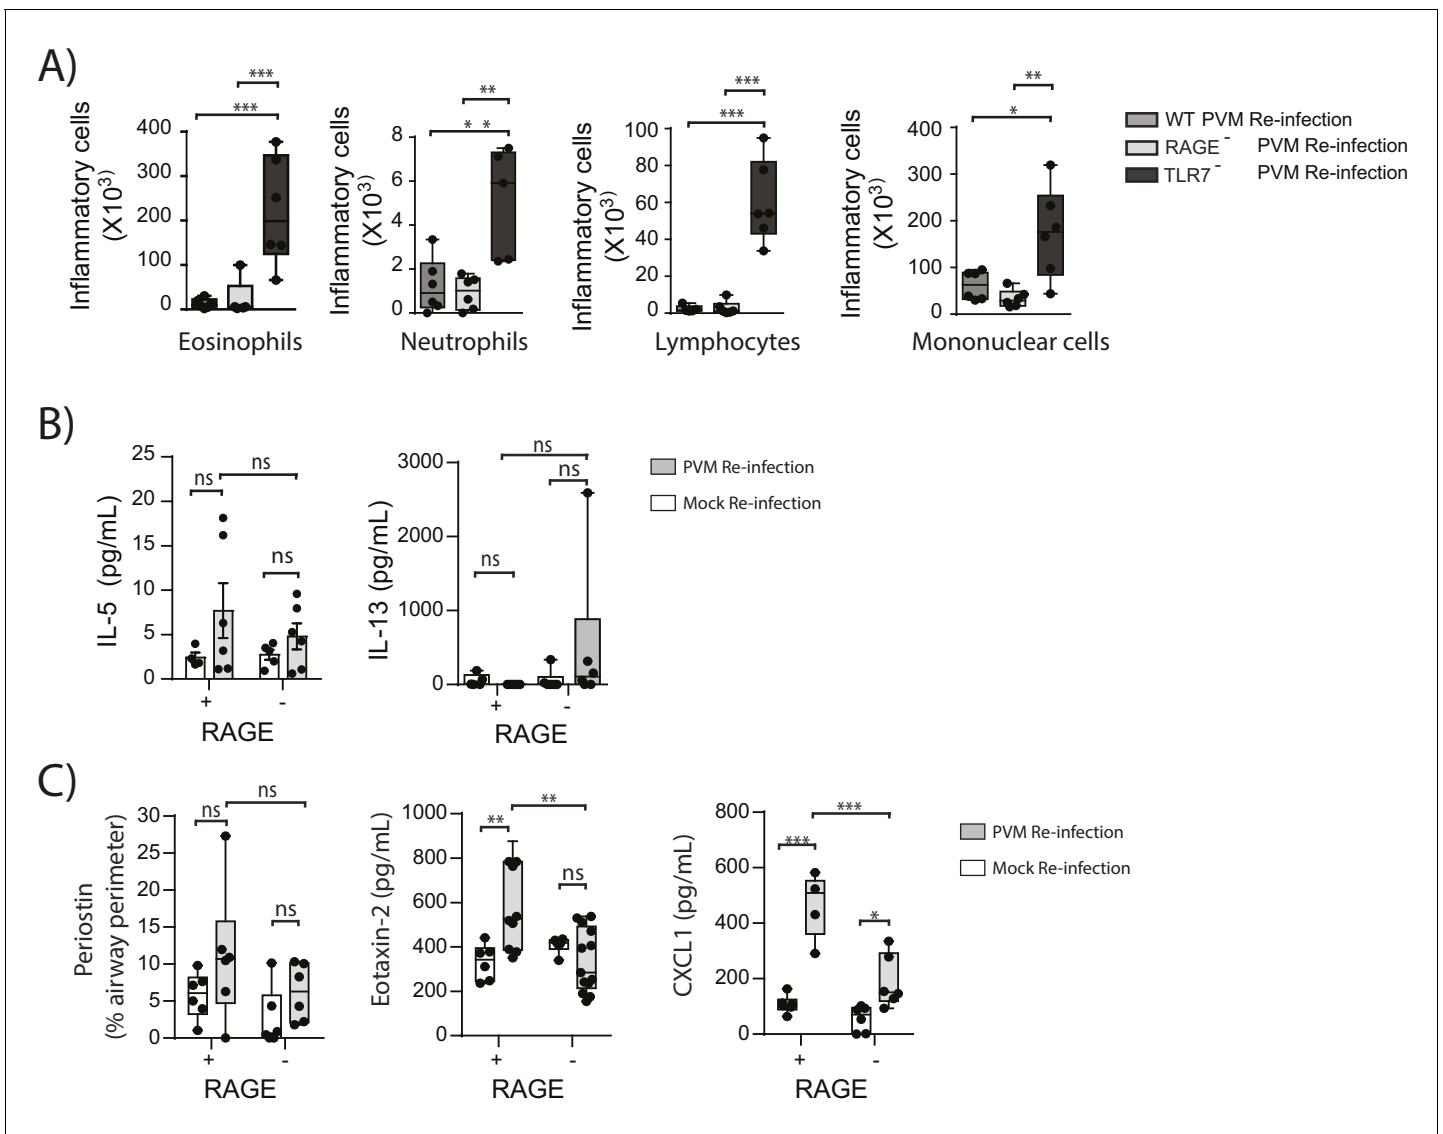 A)
Inflammatory cells
(X10³)
400
300
200
100
0
***
***
Eosinophils
Inflammatory cells
(X10³)
8
6
4
2
0
**
* *
Neutrophils
Inflammatory cells
(X10³)
100
80
60
40
20
0
***
***
Lymphocytes
Inflammatory cells
(X10³)
400
300
200
100
0
**
*
Mononuclear cells
WT PVM Re-infection
RAGE⁻ PVM Re-infection
TLR7⁻ PVM Re-infection
B)
IL-5 (pg/mL)
25
20
15
10
5
0
ns
ns
ns
+ -
RAGE
IL-13 (pg/mL)
3000
2000
1000
0
ns
ns
ns
+ -
RAGE
PVM Re-infection
Mock Re-infection
C)
Periostin
(% airway perimeter)
30
25
20
15
10
5
0
ns
ns
ns
+ -
RAGE
Eotaxin-2 (pg/mL)
1000
800
600
400
200
0
**
**
ns
+ -
RAGE
CXCL1 (pg/mL)
800
600
400
200
0
***
***
*
+ -
RAGE
PVM Re-infection
Mock Re-infection